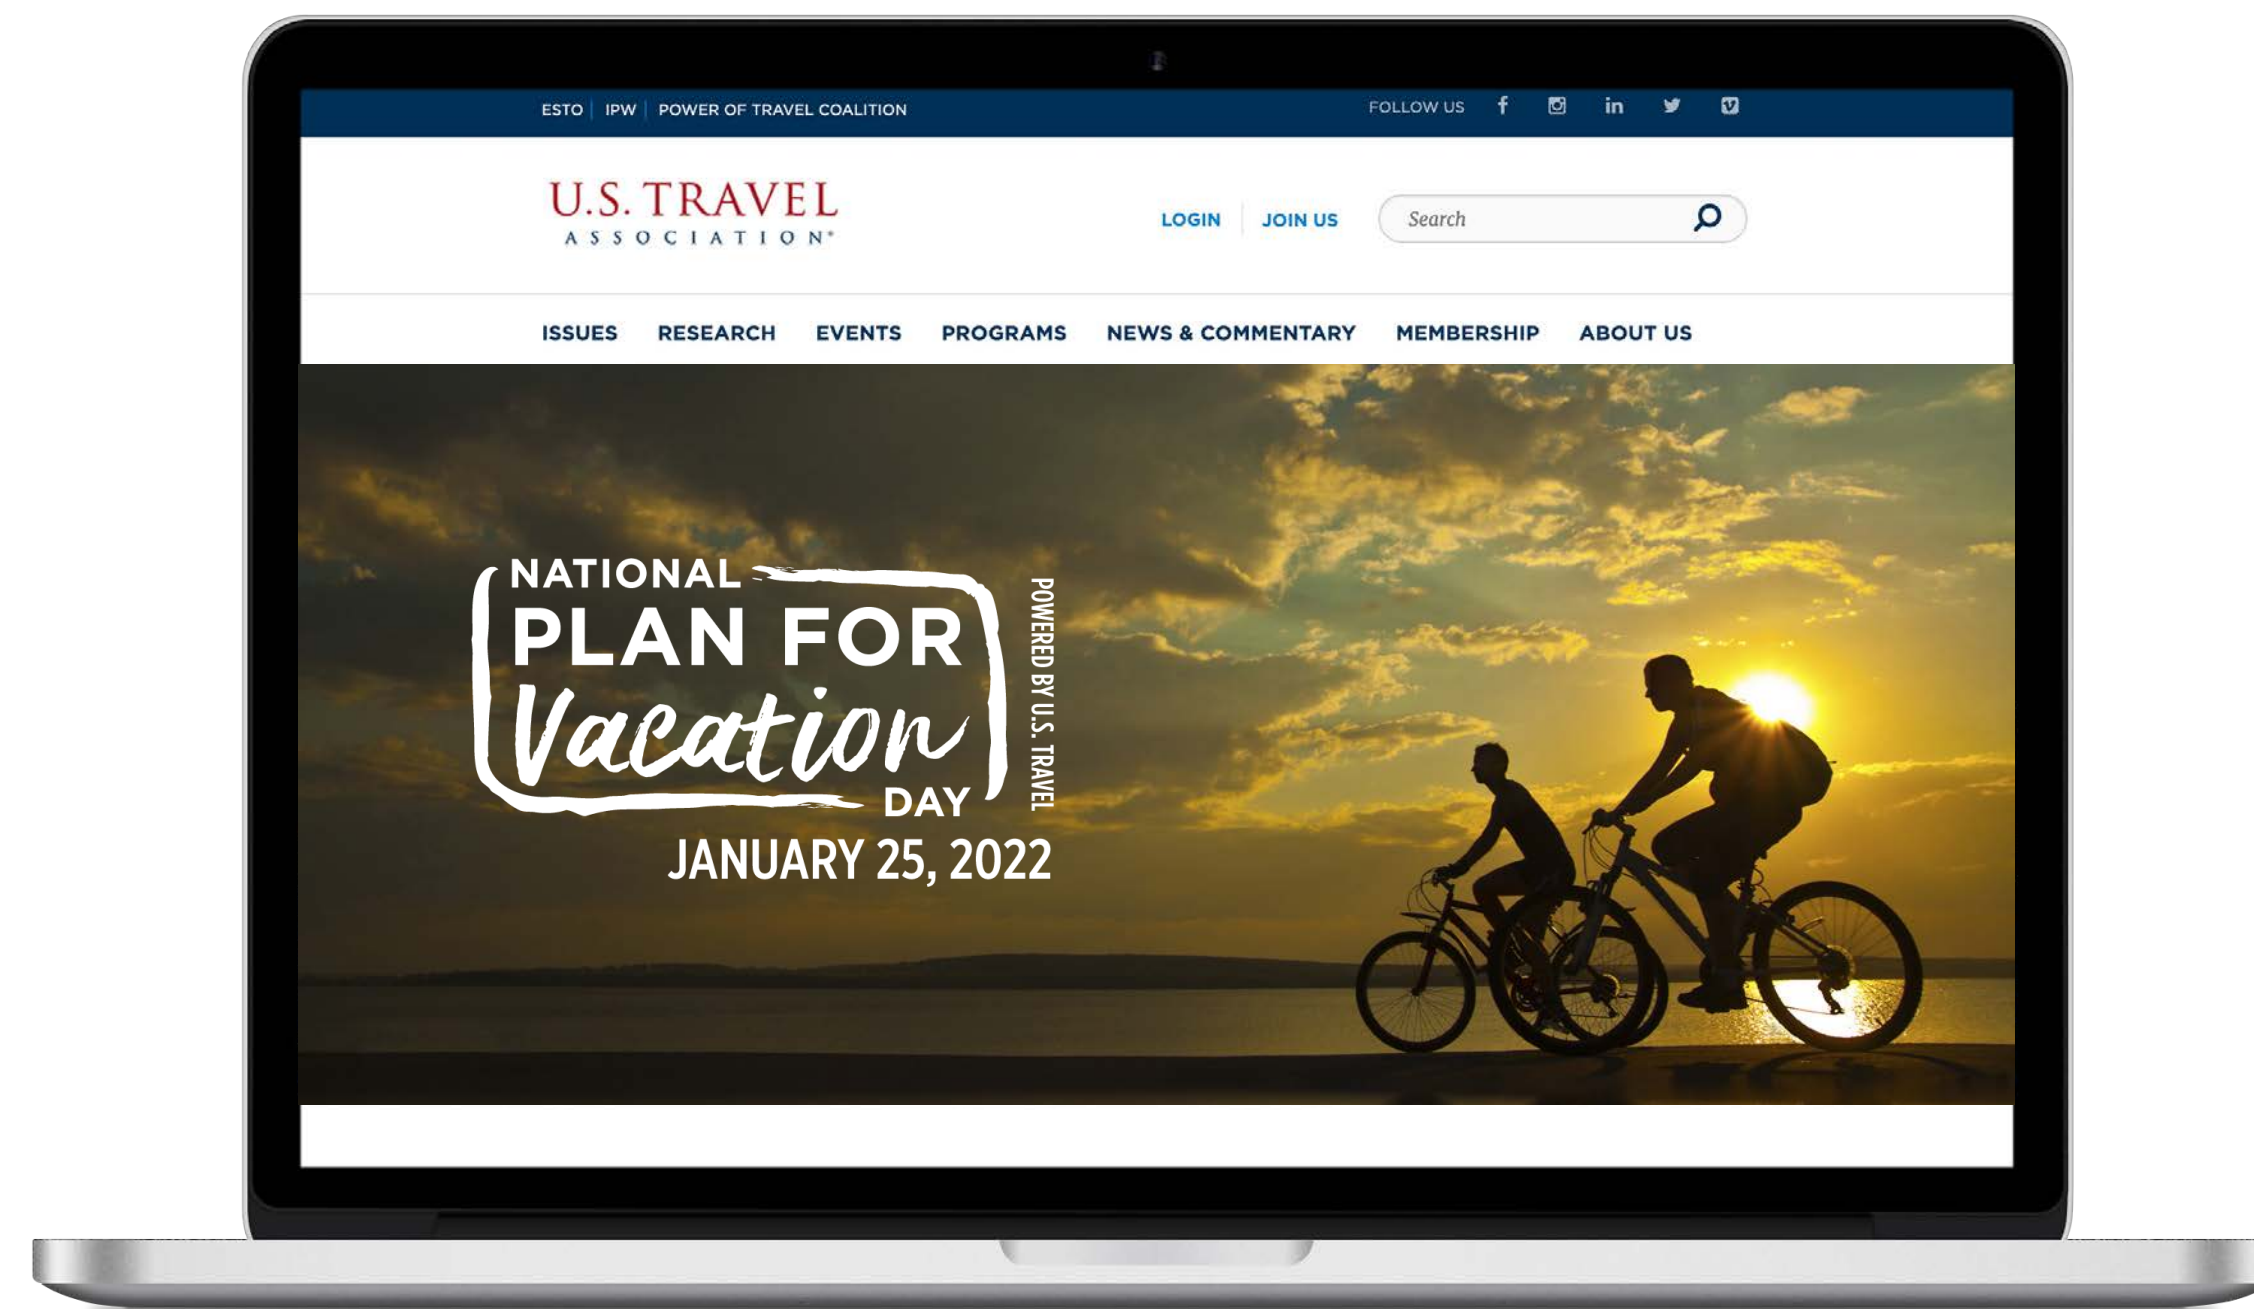 ESTO | IPW | POWER OF TRAVEL COALITION
FOLLOW US
U.S. TRAVEL
ASSOCIATION®
LOGIN
JOIN US
Search
ISSUES RESEARCH EVENTS PROGRAMS NEWS & COMMENTARY MEMBERSHIP ABOUT US
NATIONAL
PLAN FOR
Vacation
DAY
POWERED BY U.S. TRAVEL
JANUARY 25, 2022